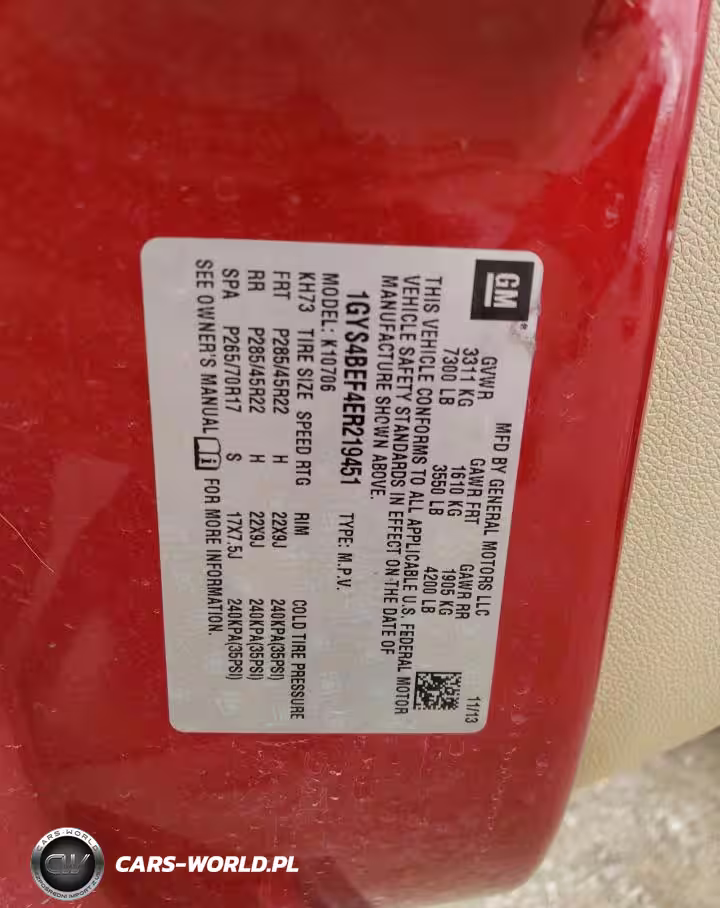 GM
MFD BY GENERAL MOTORS LLC 11/13
GVWR GAWR FRT GAWR RR
3311 KG 1610 KG 1905 KG
7300 LB 3550 LB 4200 LB
THIS VEHICLE CONFORMS TO ALL APPLICABLE U.S. FEDERAL MOTOR
VEHICLE SAFETY STANDARDS IN EFFECT ON THE DATE OF
MANUFACTURE SHOWN ABOVE.
1GYS4BEF4ER219451 TYPE: M.P.V.
MODEL: K10706
KH73 TIRE SIZE SPEED RTG RIM COLD TIRE PRESSURE
FRT P285/45R22 H 22X9J 240KPA(35PSI)
RR P285/45R22 H 22X9J 240KPA(35PSI)
SPA P265/70R17 S 17X7.5J 240KPA(35PSI)
SEE OWNER'S MANUAL FOR MORE INFORMATION.
CARS-WORLD
CW
CARS-WORLD.PL